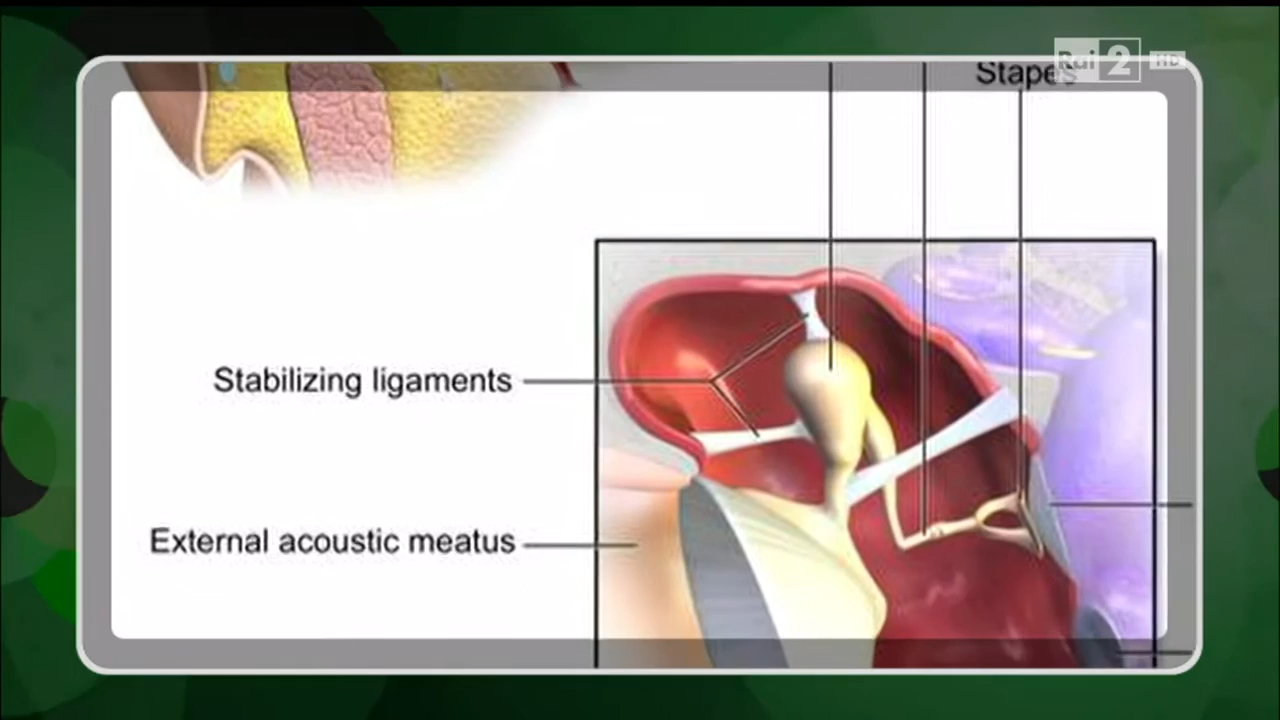 Rai 2 HD
Stapes
Stabilizing ligaments
External acoustic meatus